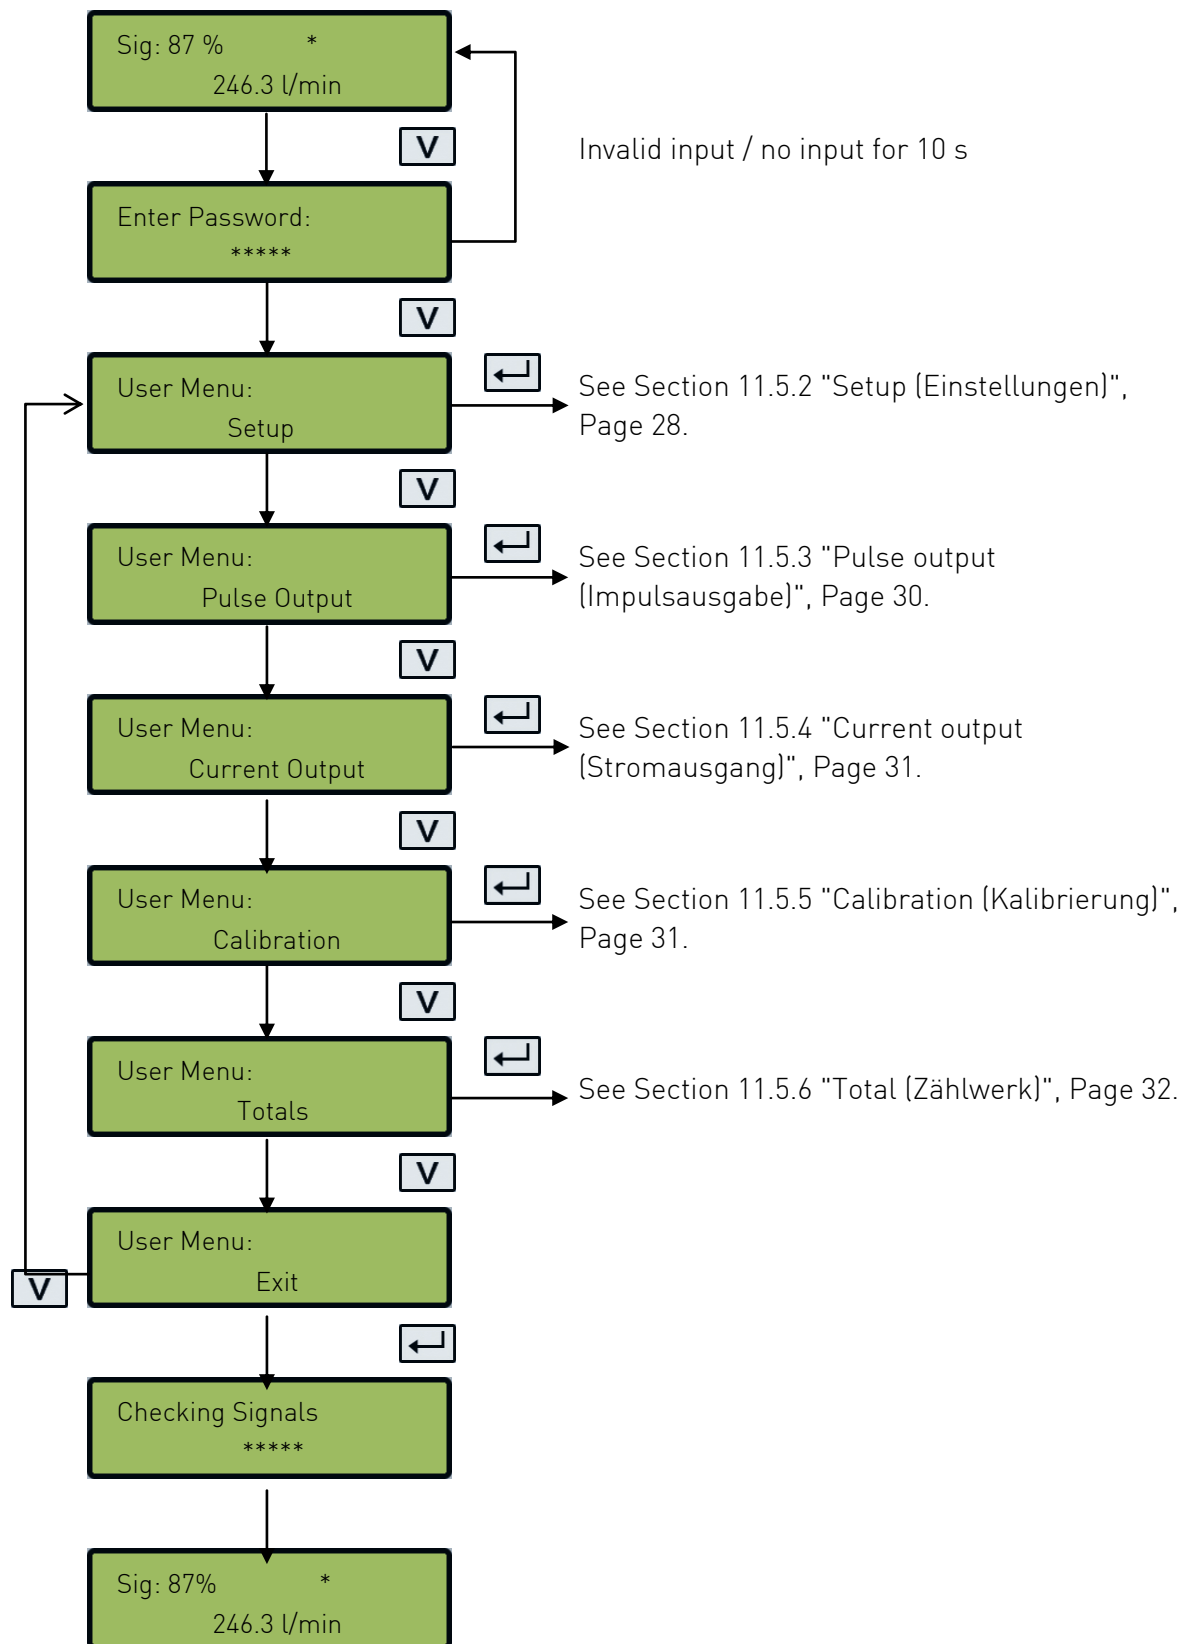 Sig: 87 % *
246.3 l/min
V
Invalid input / no input for 10 s
Enter Password:
*****
V
User Menu:
Setup
See Section 11.5.2 "Setup (Einstellungen)",
Page 28.
V
User Menu:
Pulse Output
See Section 11.5.3 "Pulse output
(Impulsausgabe)", Page 30.
V
User Menu:
Current Output
See Section 11.5.4 "Current output
(Stromausgang)", Page 31.
V
User Menu:
Calibration
See Section 11.5.5 "Calibration (Kalibrierung)",
Page 31.
V
User Menu:
Totals
See Section 11.5.6 "Total (Zählwerk)", Page 32.
V
User Menu:
Exit
V
Checking Signals
*****
Sig: 87% *
246.3 l/min